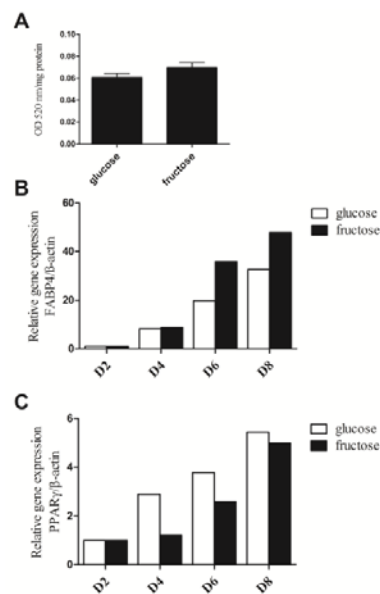 A
OD 520 nm/mg protein
0.10
0.08
0.06
0.04
0.02
0.00
glucose
fructose
B
Relative gene expression
FABP4/β-actin
60
40
20
0
D2
D4
D6
D8
glucose
fructose
C
Relative gene expression
PPARγ/β-actin
6
4
2
0
D2
D4
D6
D8
glucose
fructose